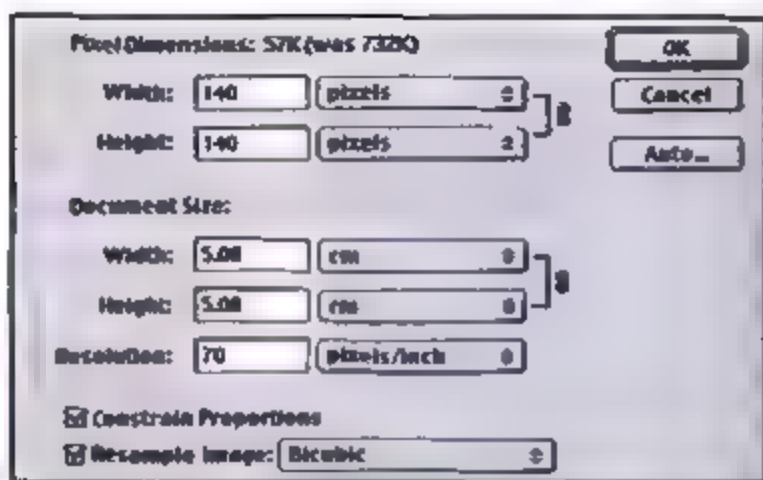 Pixel Dimensions: 57K (was 732K)
OK
Width: 140 pixels
Cancel
Height: 140 pixels
Auto...
Document Size:
Width: 5.08 cm
Height: 5.08 cm
Resolution: 70 pixels/inch
Constrain Proportions
Resample Image: Bicubic